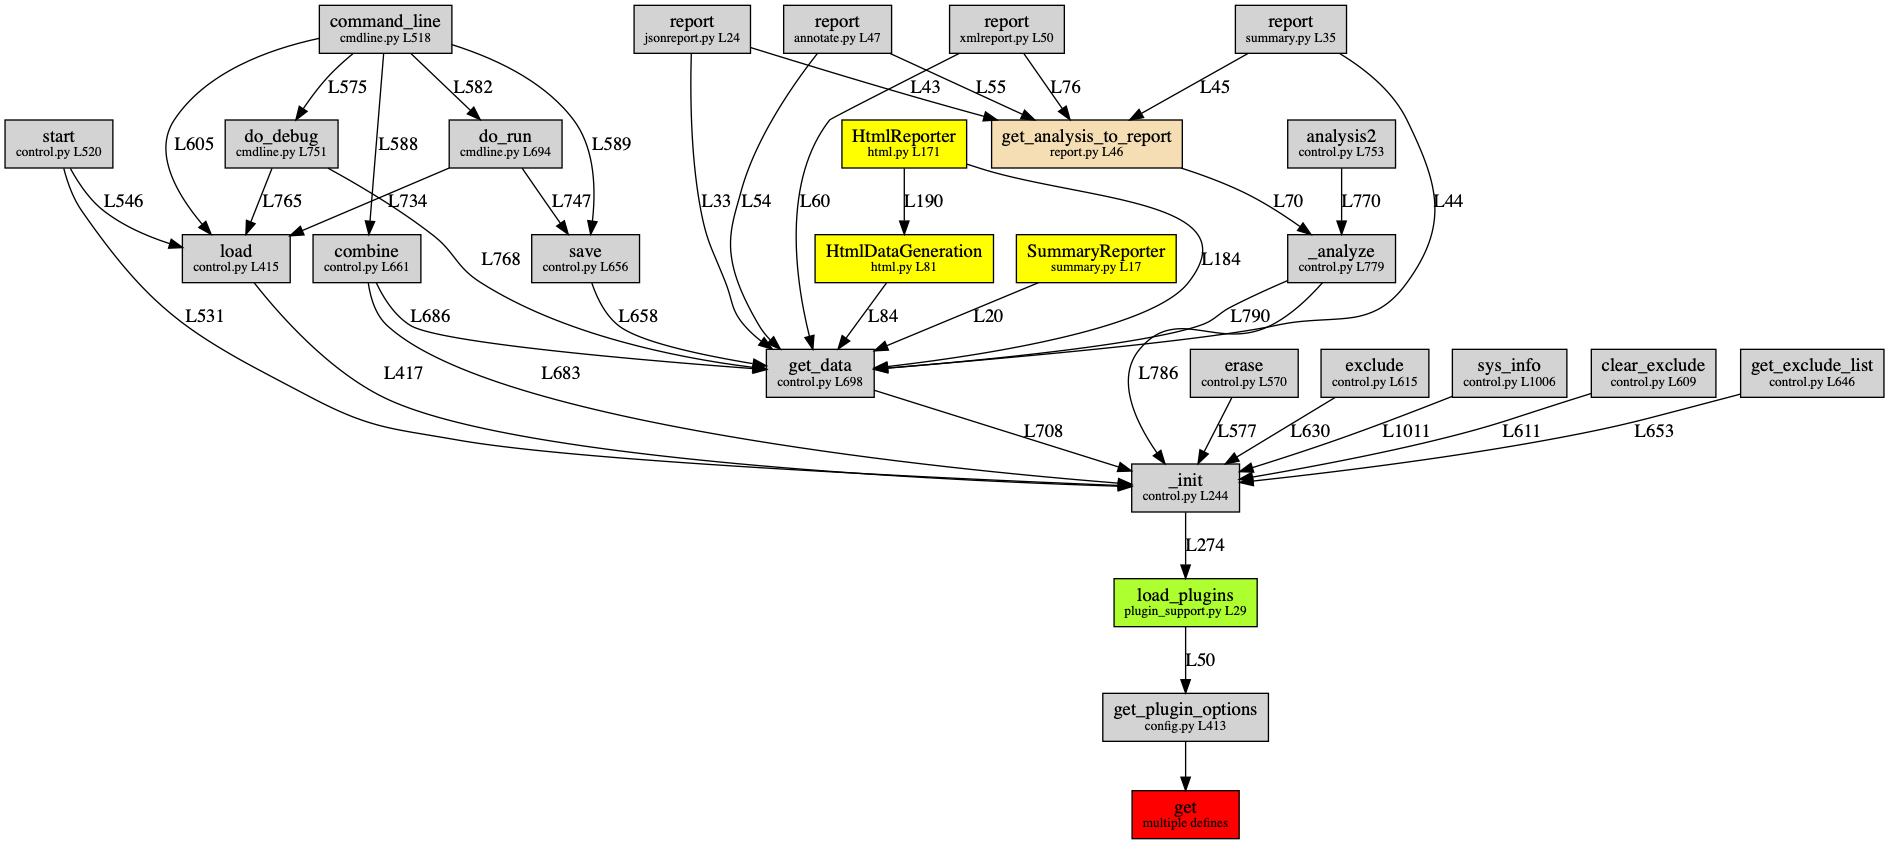 command_line
cmdline.py L518
report
jsonreport.py L24
report
annotate.py L47
report
xmlreport.py L50
report
summary.py L35
L575
L582
L43
L55
L76
L45
start
control.py L520
L605
do_debug
cmdline.py L751
L588
do_run
cmdline.py L694
L589
HtmlReporter
html.py L171
get_analysis_to_report
report.py L46
analysis2
control.py L753
L546
L765
L734
L747
L33
L54
L60
L190
L70
L770
L44
load
control.py L415
combine
control.py L661
L768
save
control.py L656
HtmlDataGeneration
html.py L81
SummaryReporter
summary.py L17
L184
_analyze
control.py L779
L531
L686
L658
L84
L20
L790
L417
L683
get_data
control.py L698
L786
erase
control.py L570
exclude
control.py L615
sys_info
control.py L1006
clear_exclude
control.py L609
get_exclude_list
control.py L646
L708
L577
L630
L1011
L611
L653
_init
control.py L244
L274
load_plugins
plugin_support.py L29
L50
get_plugin_options
config.py L413
get
multiple defines